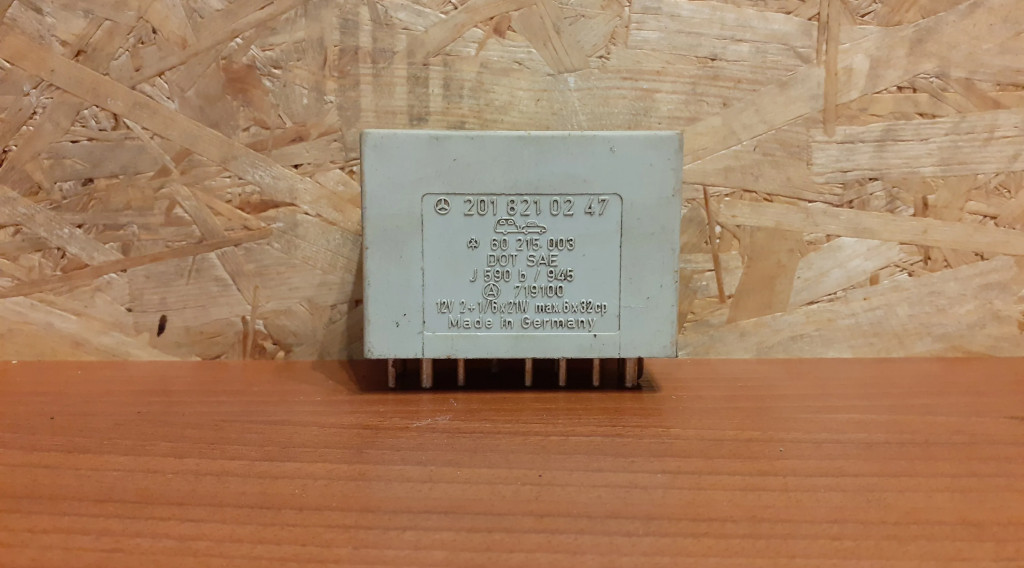 201 821 02 47
60 215 003
DOT SAE
J 590 b / 945
A 719100
12V 2+1/6x21W max.6x32cp
Made in Germany